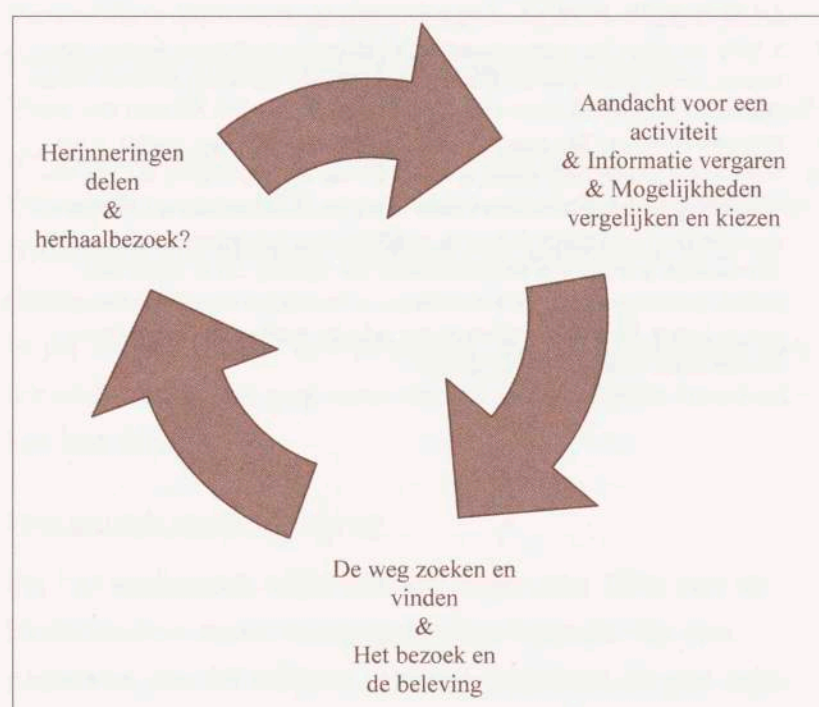 Herinneringen
delen
&
herhaalbezoek?
Aandacht voor een
activiteit
& Informatie vergaren
& Mogelijkheden
vergelijken en kiezen
De weg zoeken en
vinden
&
Het bezoek en
de beleving